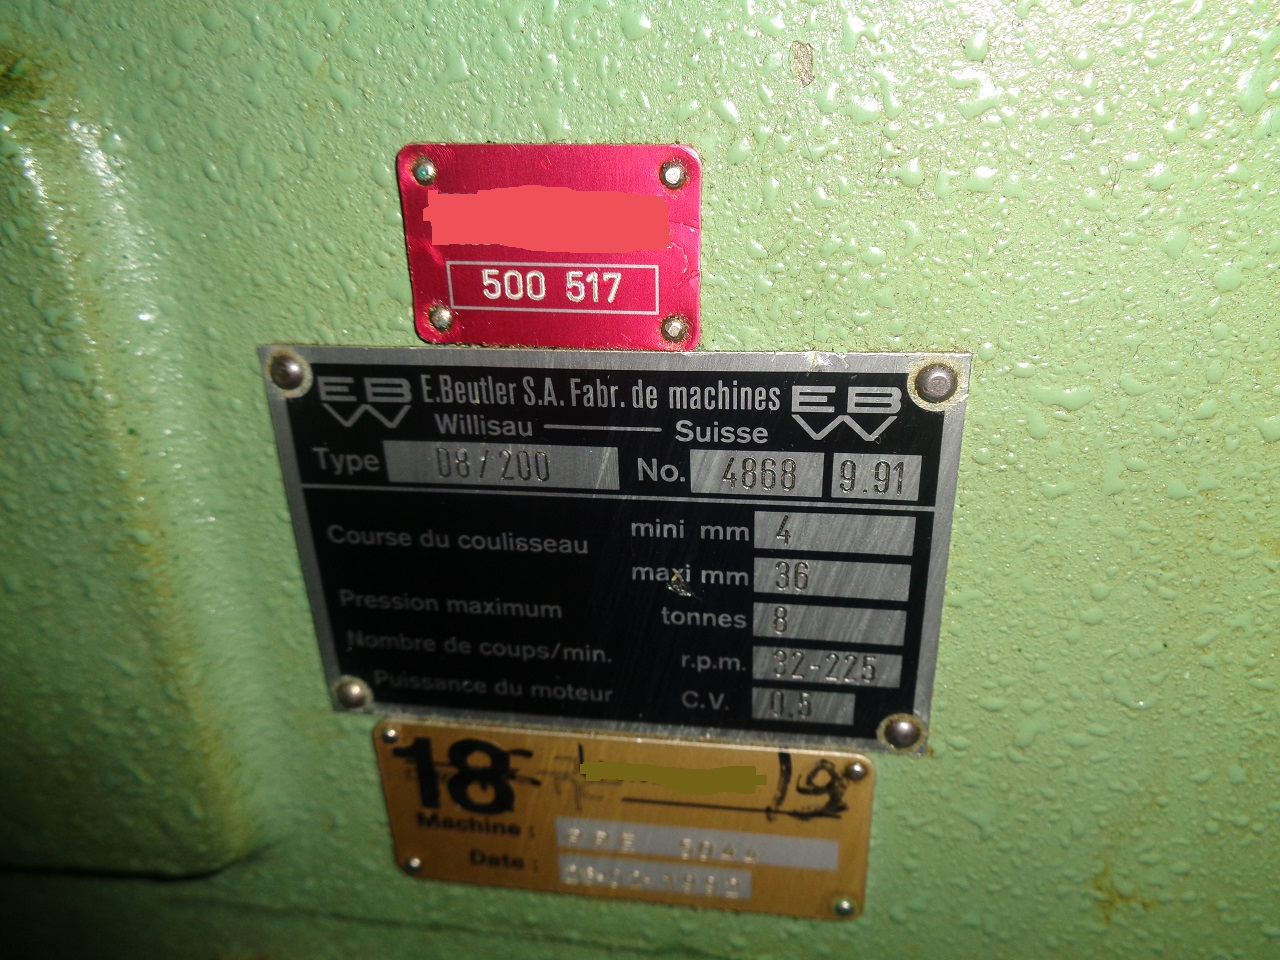 500 517
EBW E.Beutler S.A. Fabr. de machines EBW
Willisau Suisse
Type D8/200 No. 4868 9.91
Course du coulisseau mini mm 4
maxi mm 36
Pression maximum tonnes 8
Nombre de coups/min. r.p.m. 32-225
Puissance du moteur C.V. 0.5
18 19
Machine :
Date :